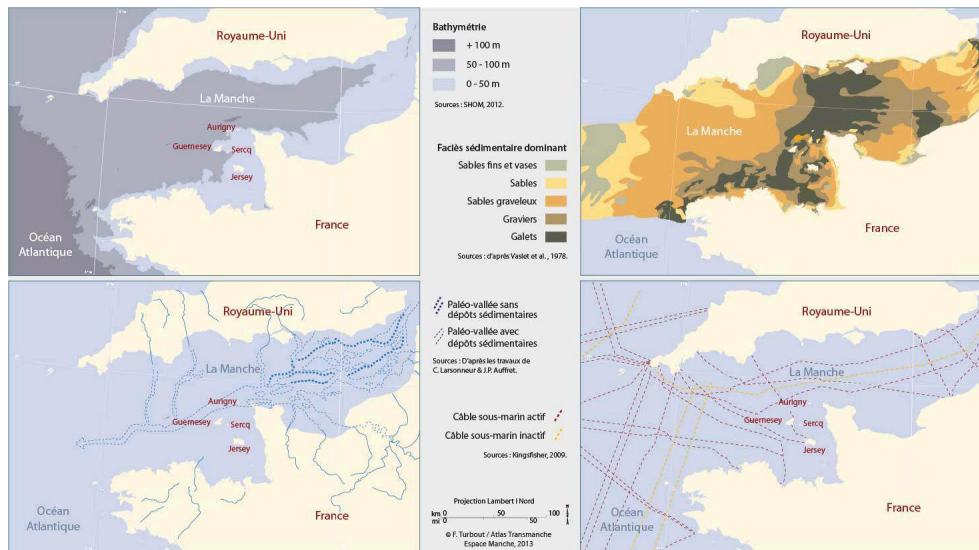 Royaume-Uni
La Manche
Aurigny
Guernesey
Sercq
Jersey
France
Océan
Atlantique
Bathymétrie
+ 100 m
50 - 100 m
0 - 50 m
Sources : SHOM, 2012.
Faciès sédimentaire dominant
Sables fins et vases
Sables
Sables graveleux
Graviers
Galets
Sources : d'après Vaslet et al., 1978.
Royaume-Uni
La Manche
France
Océan
Atlantique
Royaume-Uni
La Manche
Aurigny
Guernesey
Sercq
Jersey
France
Océan
Atlantique
Paléo-vallée sans
dépôts sédimentaires
Paléo-vallée avec
dépôts sédimentaires
Sources : D'après les travaux de
C. Larsonneur & J.P. Auffret.
Câble sous-marin actif
Câble sous-marin inactif
Sources : Kingsfisher, 2009.
Projection Lambert I Nord
km 0 50 100
mi 0 50
© F. Turbout / Atlas Transmanche
Espace Manche, 2013
Royaume-Uni
La Manche
Aurigny
Guernesey
Sercq
Jersey
France
Océan
Atlantique